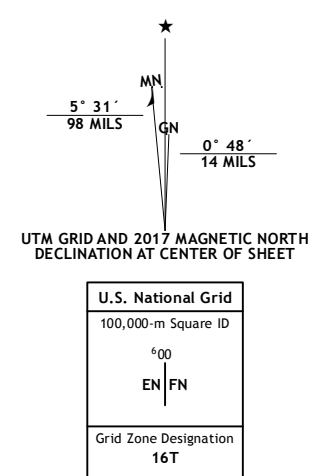 MN
5° 31´
98 MILS
GN
0° 48´
14 MILS
UTM GRID AND 2017 MAGNETIC NORTH
DECLINATION AT CENTER OF SHEET
U.S. National Grid
100,000-m Square ID
⁶00
EN FN
Grid Zone Designation
16T